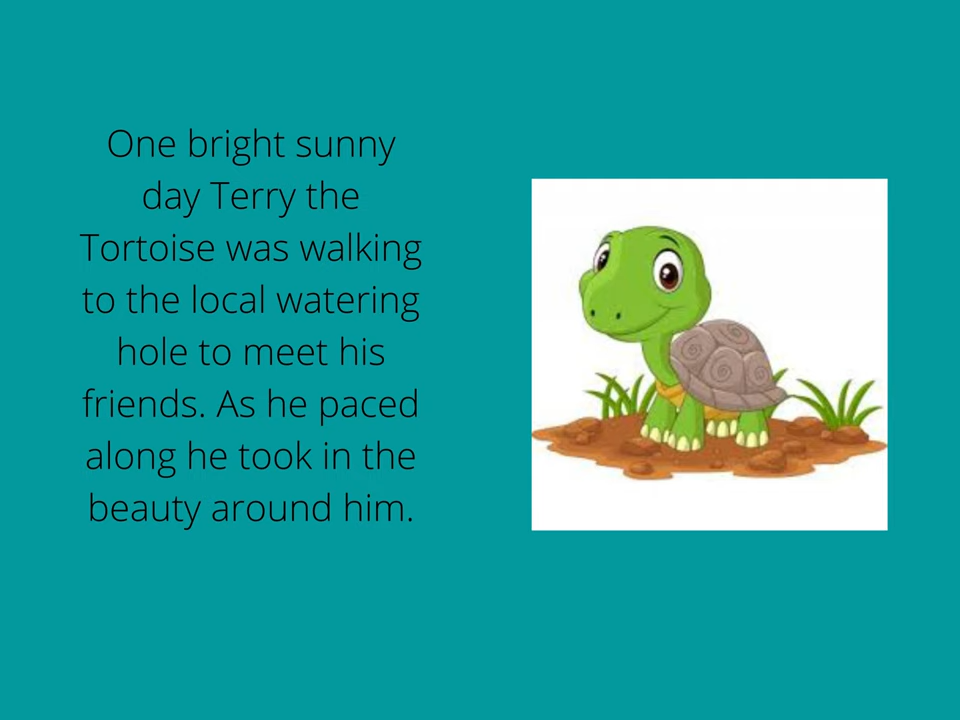 One bright sunny
day Terry the
Tortoise was walking
to the local watering
hole to meet his
friends. As he paced
along he took in the
beauty around him.